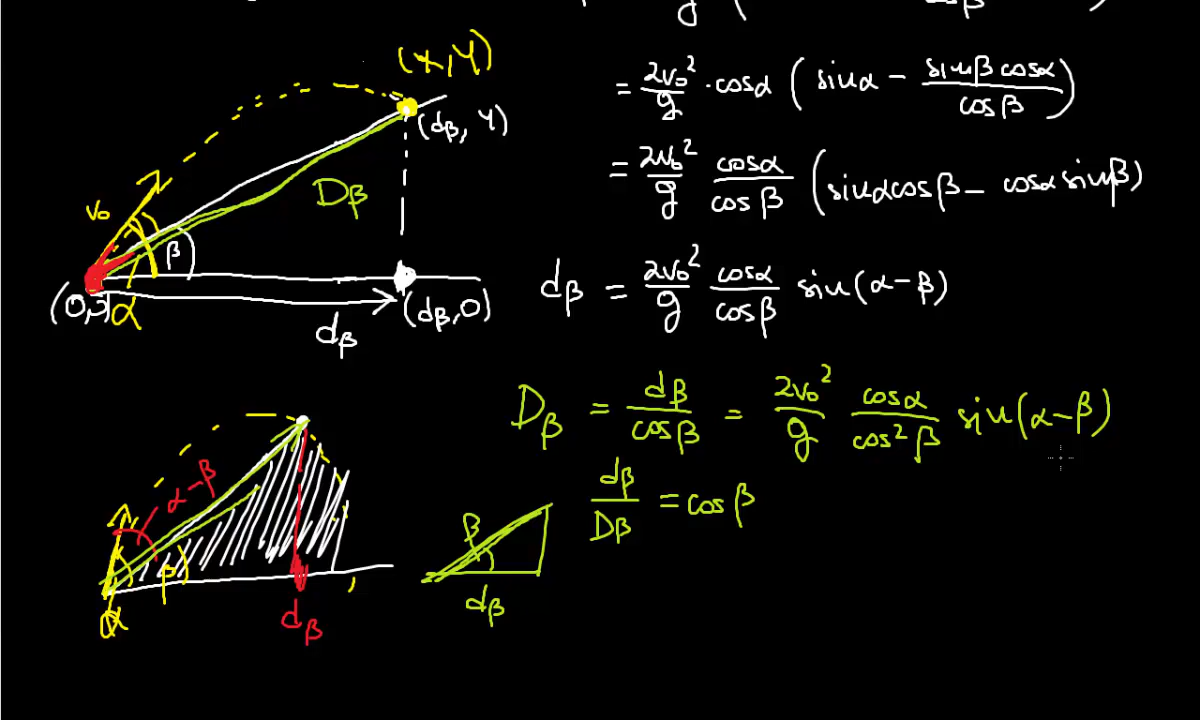 g ( cosβ )
(X,Y)
= 2v₀²/g · cosα ( sinα − sinβ cosα / cosβ )
(dβ, Y)
= 2v₀²/g cosα/cosβ ( sinα cosβ − cosα sinβ )
Dβ
v₀
β
(0,0)
α
(dβ,0)
dβ
dβ = 2v₀²/g cosα/cosβ sin(α−β)
Dβ = dβ/cosβ = 2v₀²/g cosα/cos²β sin(α−β)
α−β
dβ/Dβ = cosβ
β
β
dβ
α
dβ